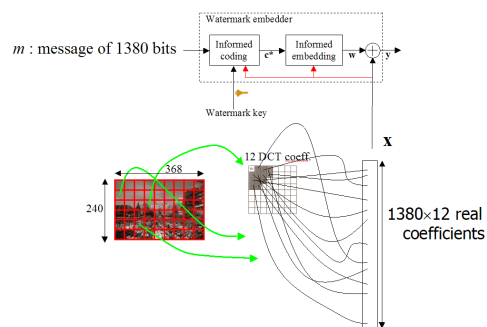 Watermark embedder
m : message of 1380 bits
Informed
coding
c*
Informed
embedding
w
y
Watermark key
x
12 DCT coeff.
368
240
1380×12 real
coefficients